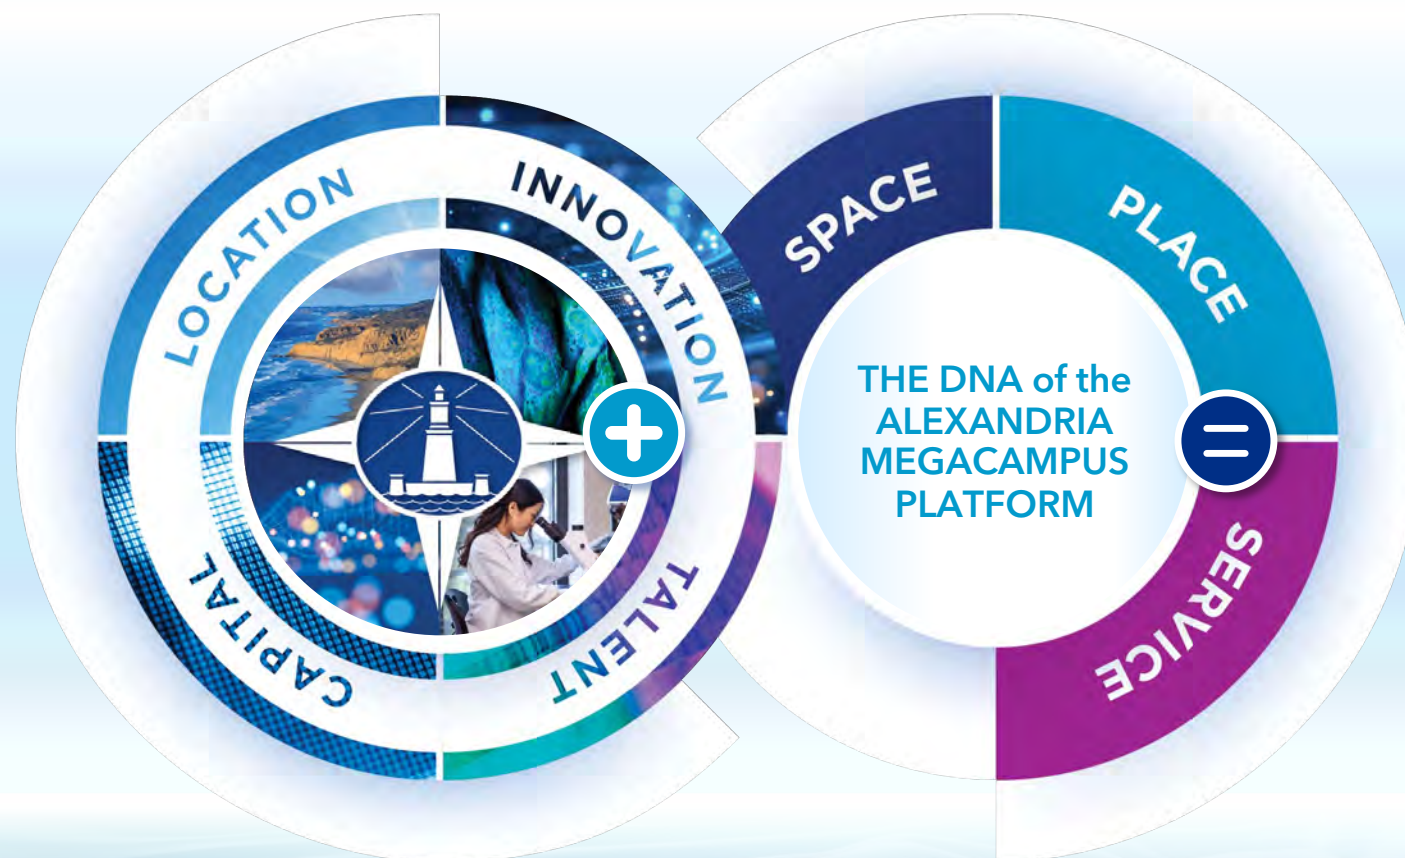 LOCATION
INNOVATION
TALENT
CAPITAL
+
SPACE
PLACE
SERVICE
=
THE DNA of the
ALEXANDRIA
MEGACAMPUS
PLATFORM